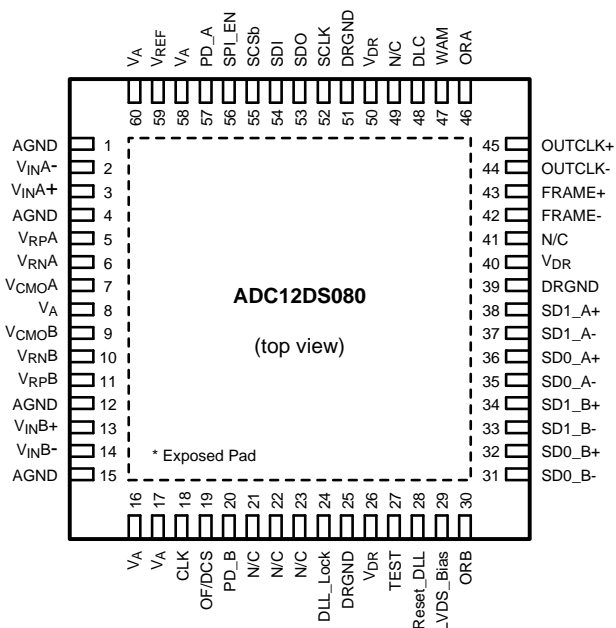 VA
VREF
VA
PD_A
SPI_EN
SCSb
SDI
SDO
SCLK
DRGND
VDR
N/C
DLC
WAM
ORA
60 59 58 57 56 55 54 53 52 51 50 49 48 47 46
AGND 1
VINA- 2
VINA+ 3
AGND 4
VRPA 5
VRNA 6
VCMOA 7
VA 8
VCMOB 9
VRNB 10
VRPB 11
AGND 12
VINB+ 13
VINB- 14
AGND 15
ADC12DS080
(top view)
* Exposed Pad
45 OUTCLK+
44 OUTCLK-
43 FRAME+
42 FRAME-
41 N/C
40 VDR
39 DRGND
38 SD1_A+
37 SD1_A-
36 SD0_A+
35 SD0_A-
34 SD1_B+
33 SD1_B-
32 SD0_B+
31 SD0_B-
16 17 18 19 20 21 22 23 24 25 26 27 28 29 30
VA
VA
CLK
OF/DCS
PD_B
N/C
N/C
N/C
DLL_Lock
DRGND
VDR
TEST
Reset_DLL
LVDS_Bias
ORB